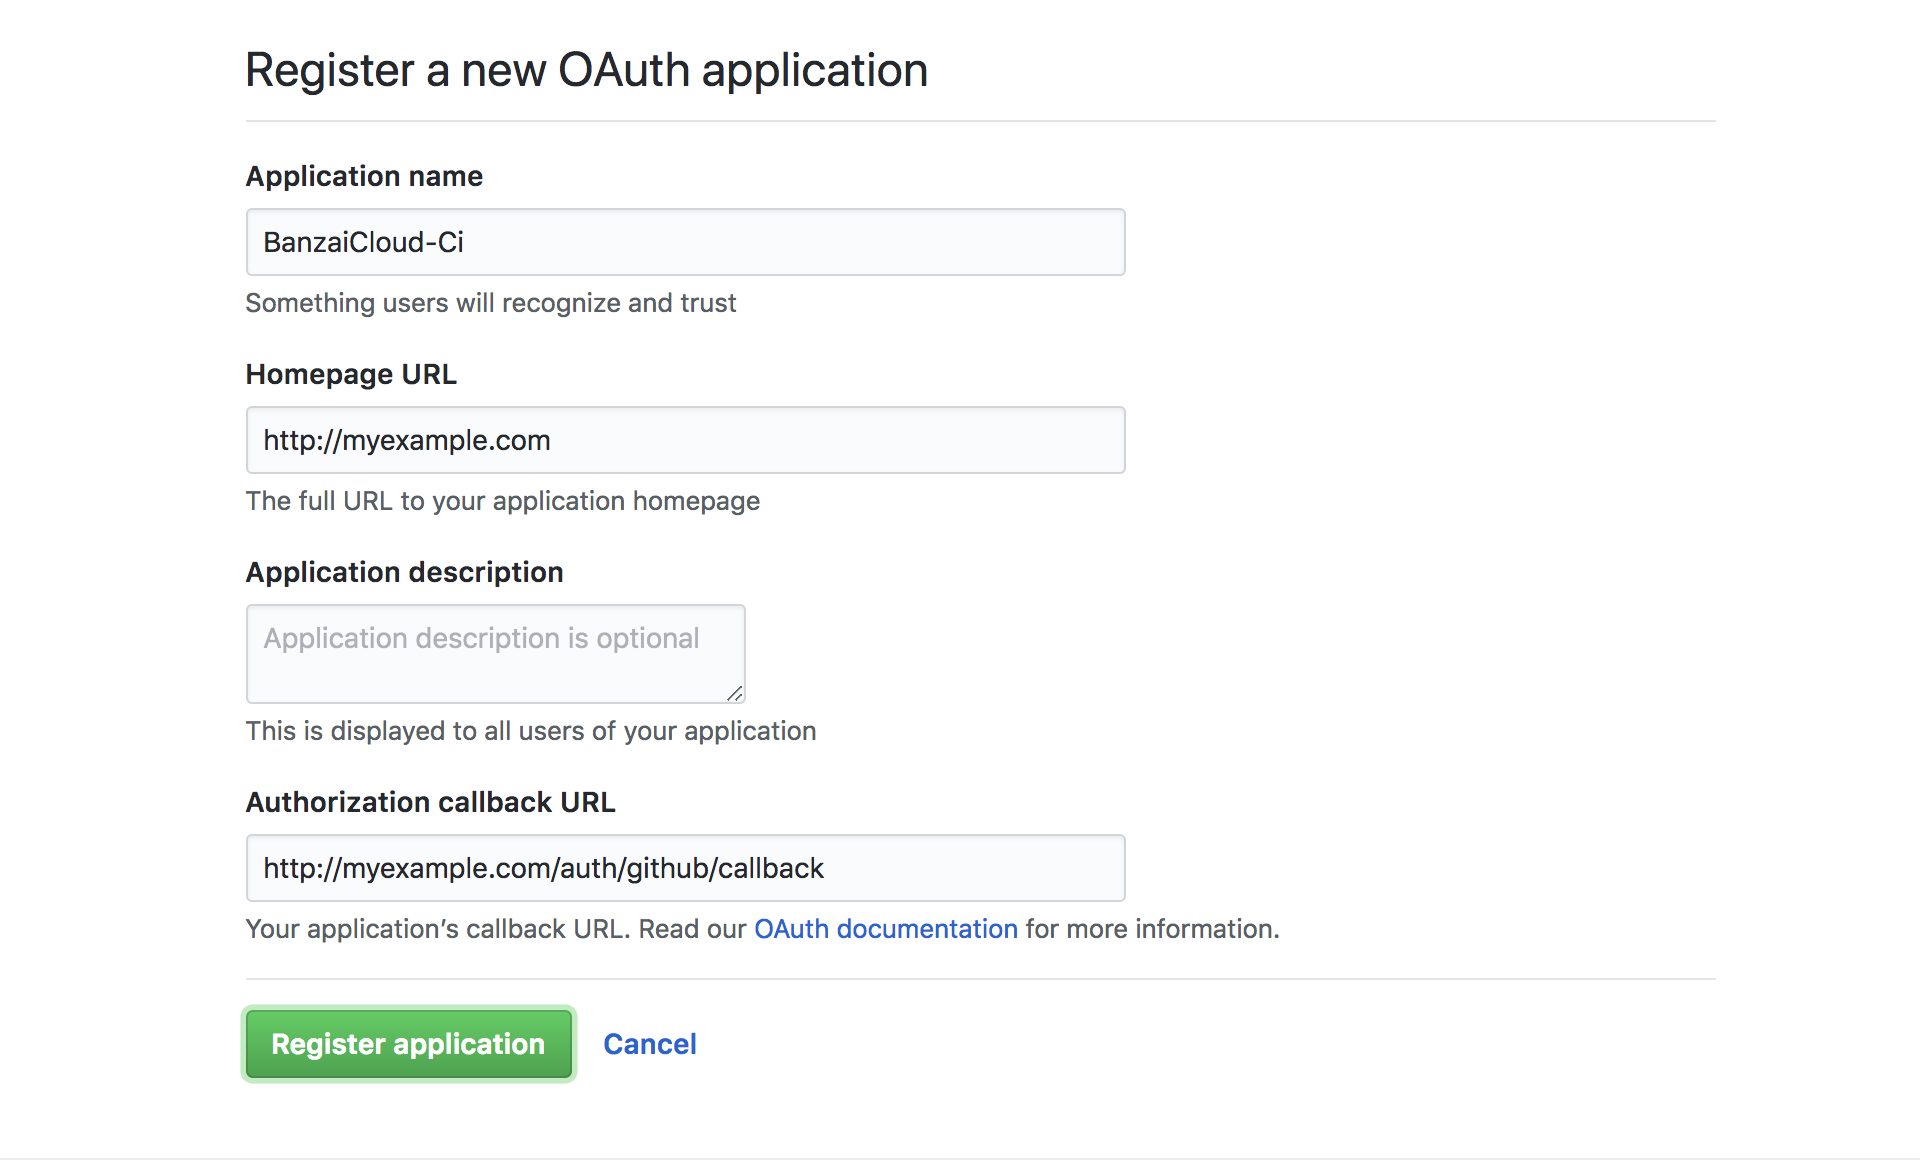 Register a new OAuth application
Application name
BanzaiCloud-Ci
Something users will recognize and trust
Homepage URL
http://myexample.com
The full URL to your application homepage
Application description
Application description is optional
This is displayed to all users of your application
Authorization callback URL
http://myexample.com/auth/github/callback
Your application’s callback URL. Read our OAuth documentation for more information.
Register application Cancel